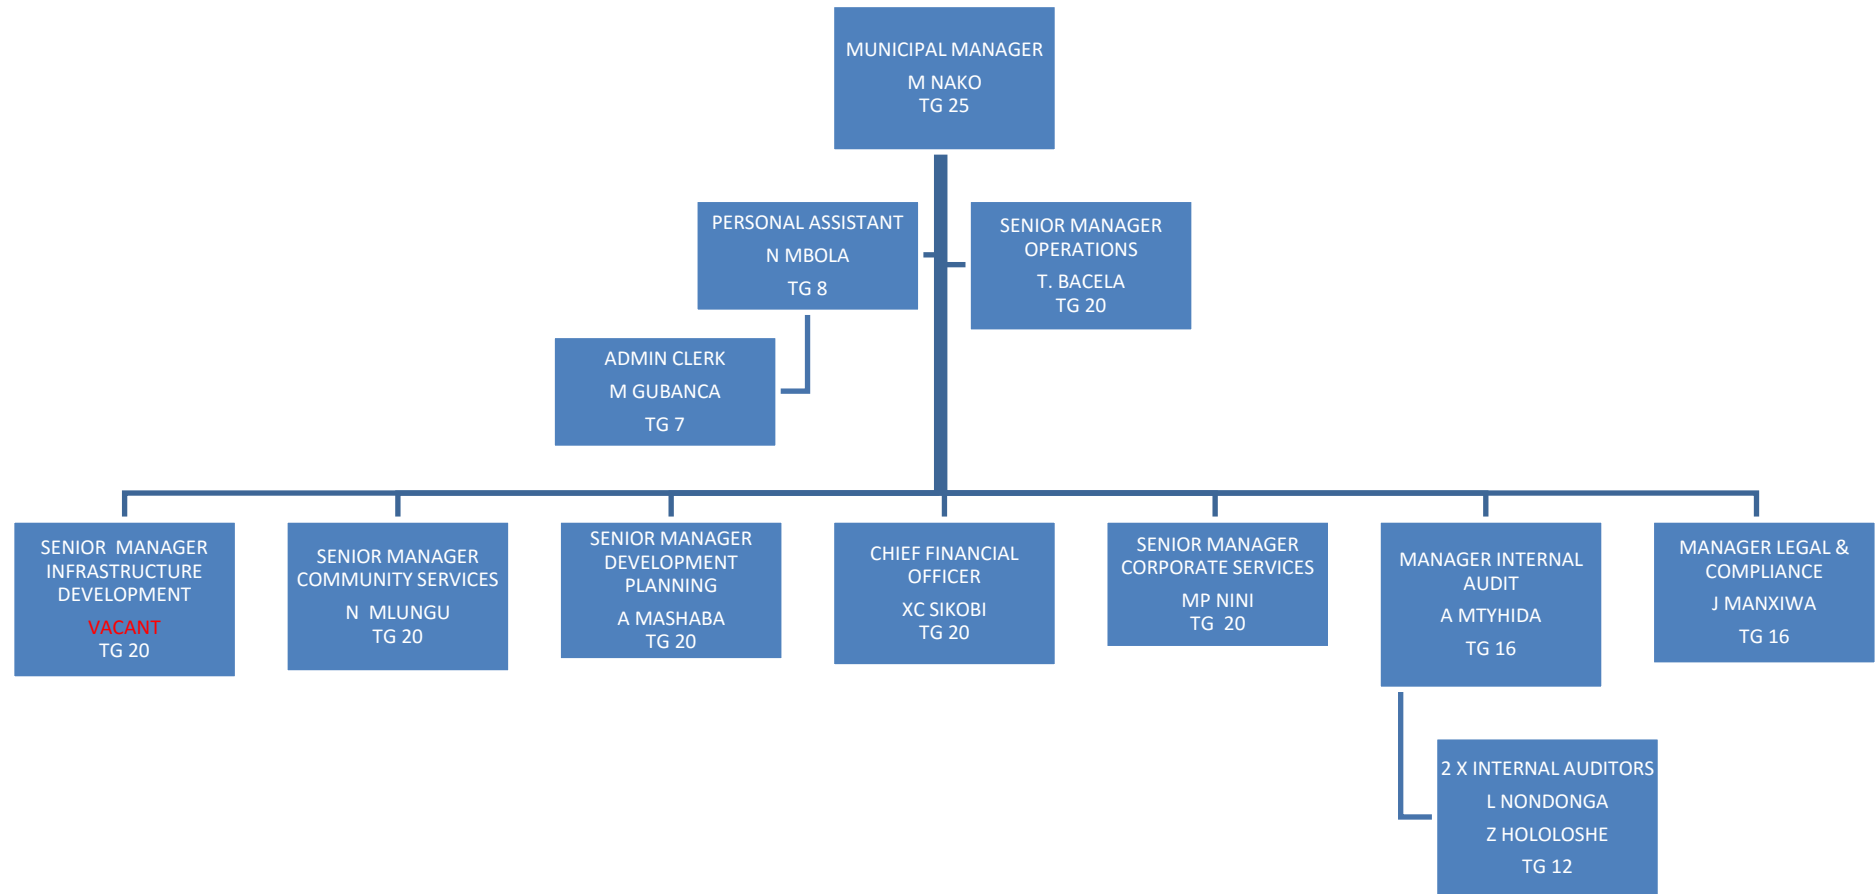 MUNICIPAL MANAGER
M NAKO
TG 25
PERSONAL ASSISTANT
N MBOLA
TG 8
SENIOR MANAGER
OPERATIONS
T. BACELA
TG 20
ADMIN CLERK
M GUBANCA
TG 7
SENIOR  MANAGER
INFRASTRUCTURE
DEVELOPMENT
VACANT
TG 20
SENIOR MANAGER
COMMUNITY SERVICES
N  MLUNGU
TG 20
SENIOR MANAGER
DEVELOPMENT
PLANNING
A MASHABA
TG 20
CHIEF FINANCIAL
OFFICER
XC SIKOBI
TG 20
SENIOR MANAGER
CORPORATE SERVICES
MP NINI
TG  20
MANAGER INTERNAL
AUDIT
A MTYHIDA
TG 16
MANAGER LEGAL &
COMPLIANCE
J MANXIWA
TG 16
2 X INTERNAL AUDITORS
L NONDONGA
Z HOLOLOSHE
TG 12